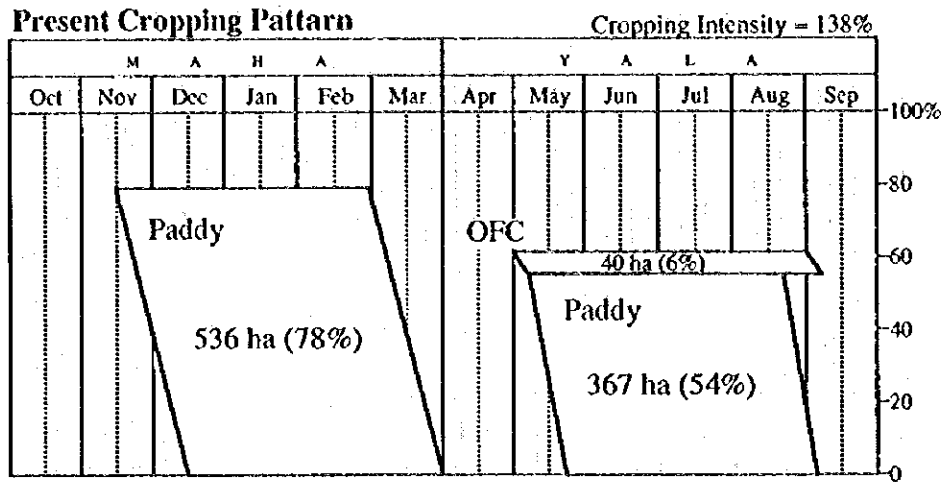 Present Cropping Pattarn
Cropping Intensity = 138%
M A H A
Y A L A
Oct Nov Dec Jan Feb Mar Apr May Jun Jul Aug Sep
100%
80
Paddy
OFC
60
40 ha (6%)
Paddy
40
536 ha (78%)
367 ha (54%)
20
0